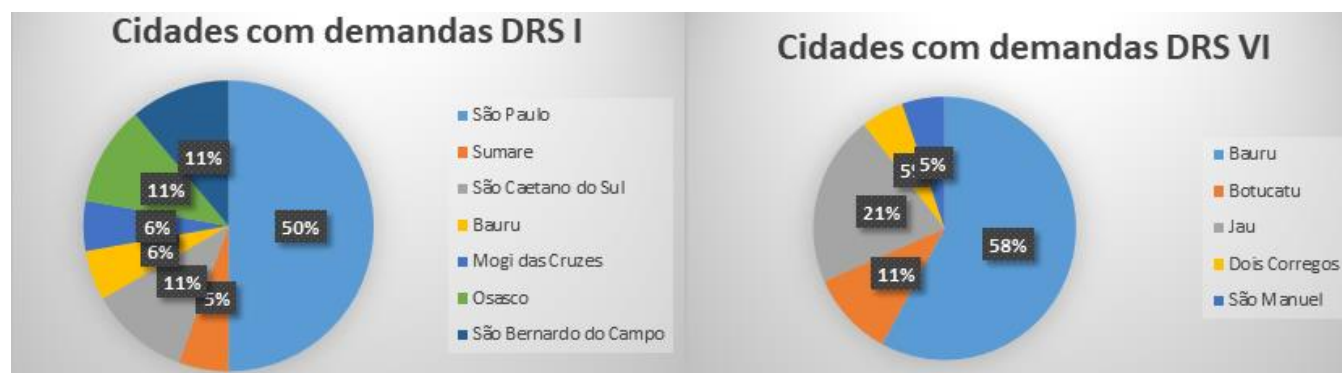 Cidades com demandas DRS I
11%
11%
6%
6%
11%
5%
50%
São Paulo
Sumare
São Caetano do Sul
Bauru
Mogi das Cruzes
Osasco
São Bernardo do Campo
Cidades com demandas DRS VI
5%
5%
21%
11%
58%
Bauru
Botucatu
Jau
Dois Corregos
São Manuel